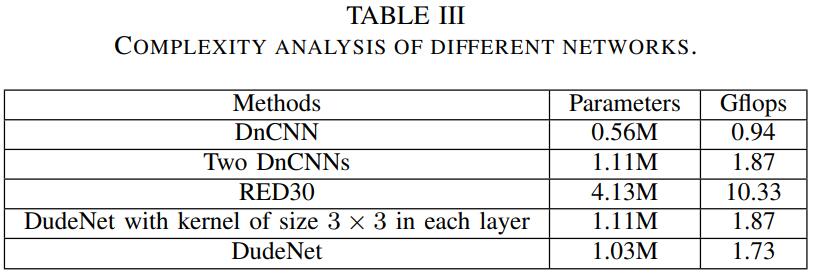 TABLE III
COMPLEXITY ANALYSIS OF DIFFERENT NETWORKS.
Methods Parameters Gflops
DnCNN 0.56M 0.94
Two DnCNNs 1.11M 1.87
RED30 4.13M 10.33
DudeNet with kernel of size 3 × 3 in each layer 1.11M 1.87
DudeNet 1.03M 1.73